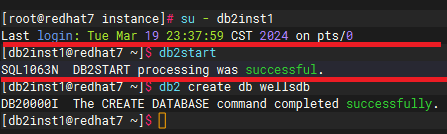 [root@redhat7 instance]# su - db2inst1
Last login: Tue Mar 19 23:37:59 CST 2024 on pts/0
[db2inst1@redhat7 ~]$ db2start
SQL1063N  DB2START processing was successful.
[db2inst1@redhat7 ~]$ db2 create db wellsdb
DB20000I  The CREATE DATABASE command completed successfully.
[db2inst1@redhat7 ~]$